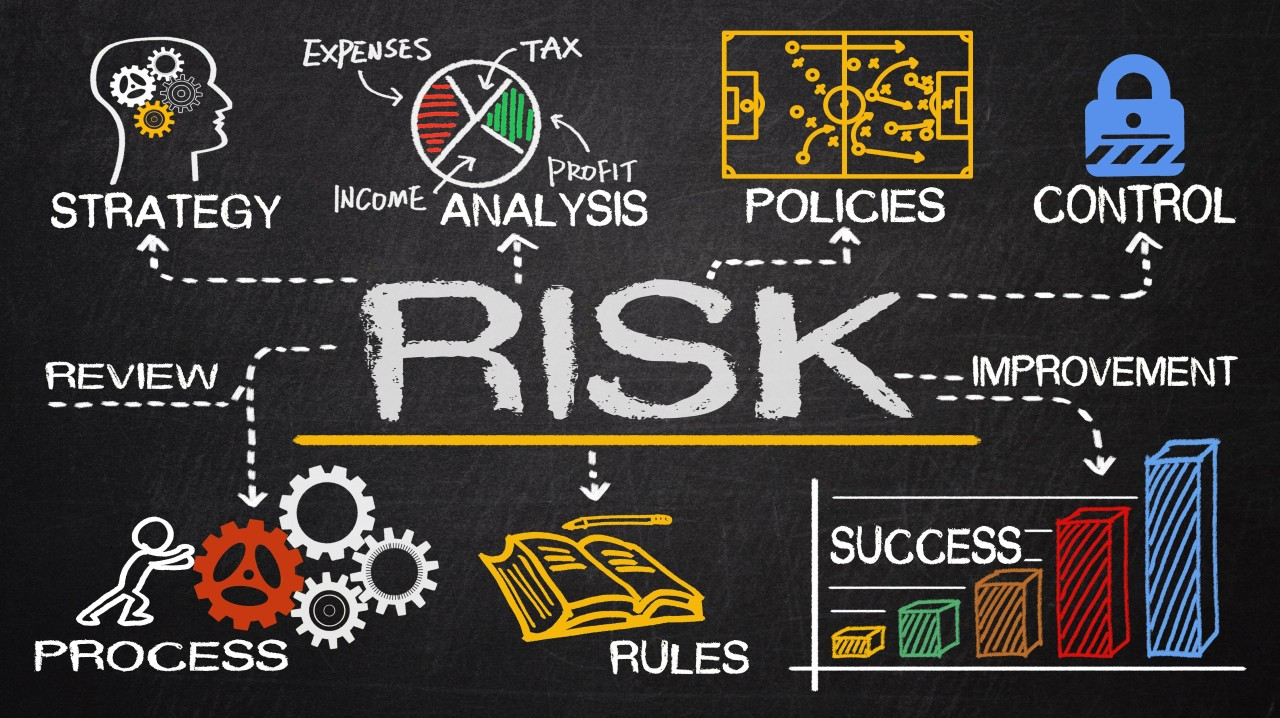 EXPENSES
TAX
PROFIT
INCOME
STRATEGY
ANALYSIS
POLICIES
CONTROL
RISK
REVIEW
IMPROVEMENT
SUCCESS
PROCESS
RULES